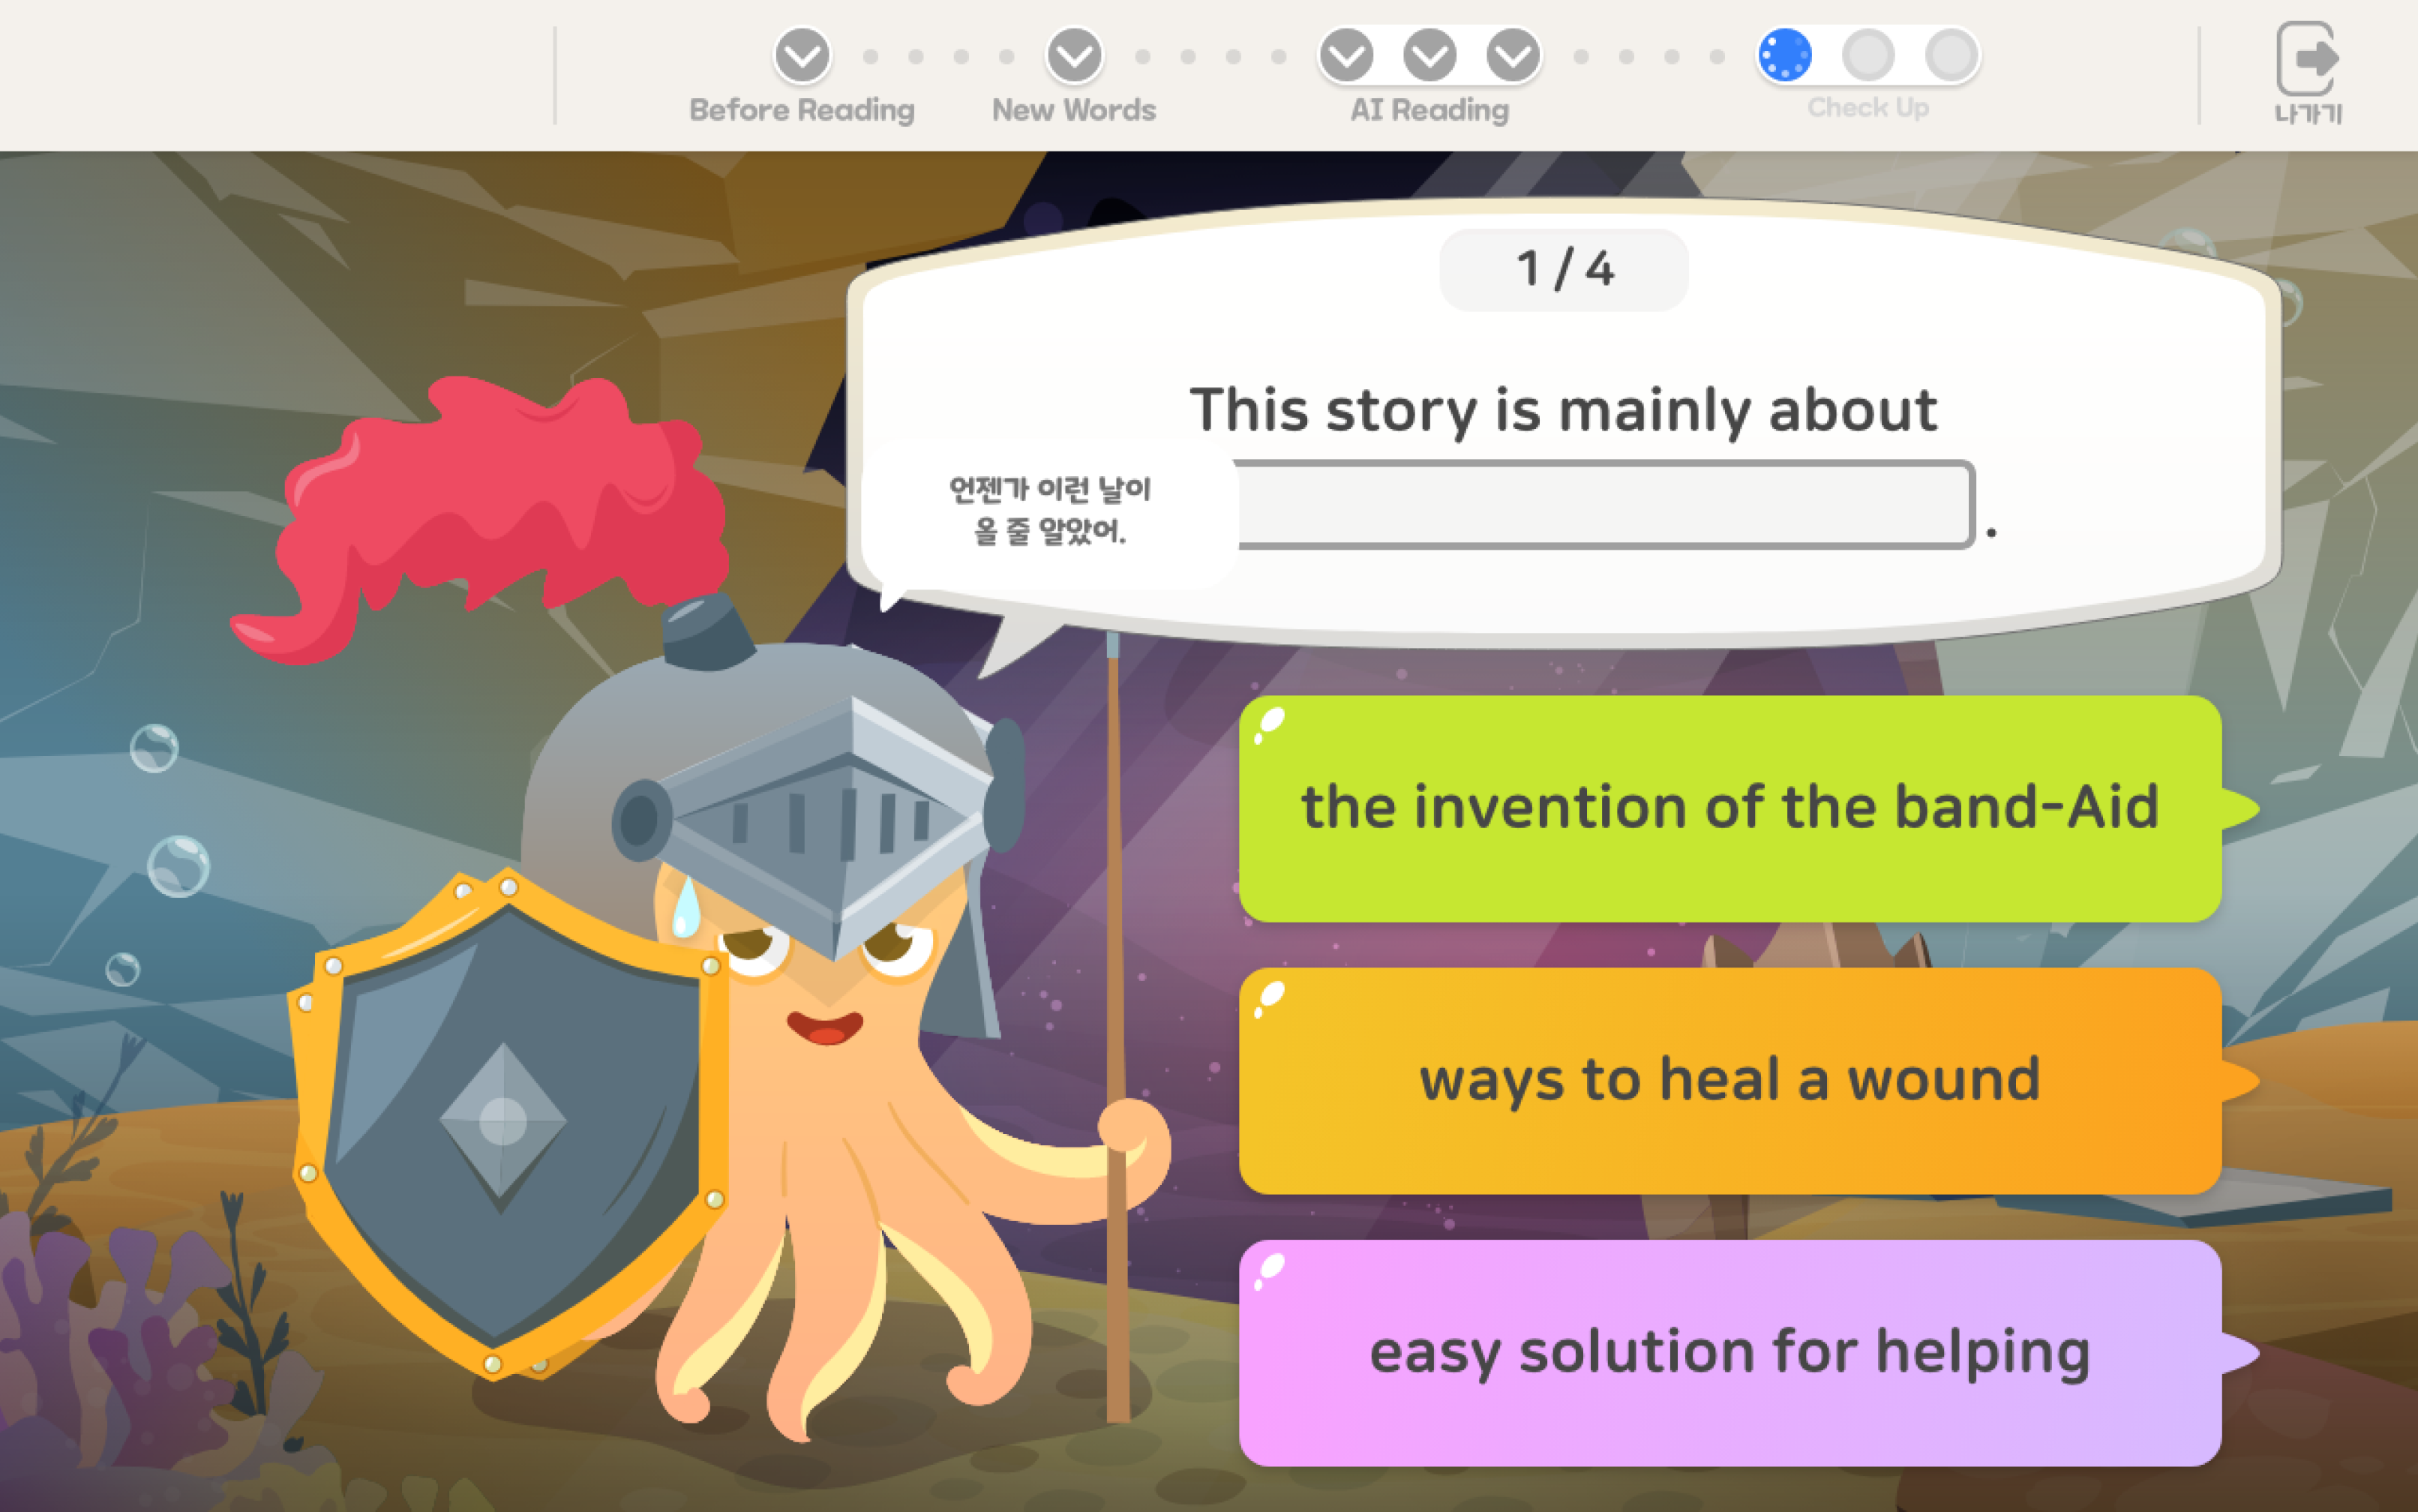 Before Reading
New Words
AI Reading
Check Up
나가기
1 / 4
This story is mainly about
.
언젠가 이런 날이
올 줄 알았어.
the invention of the band-Aid
ways to heal a wound
easy solution for helping